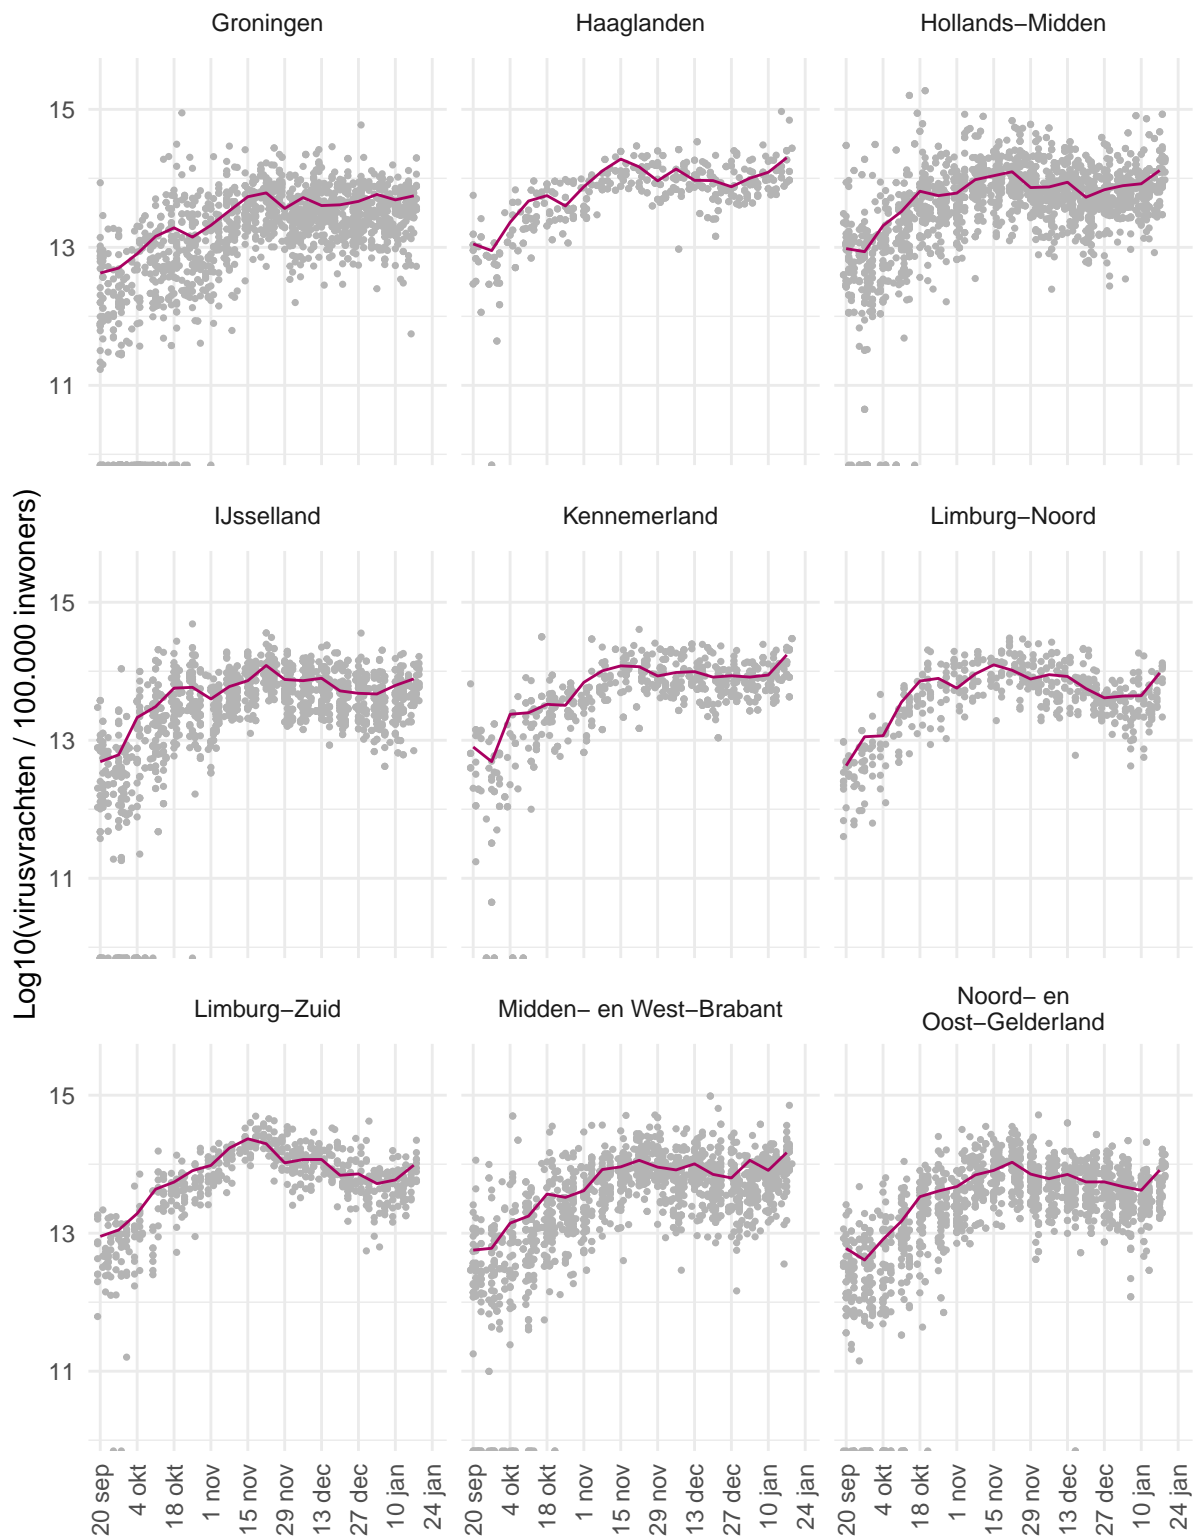 Groningen
Haaglanden
Hollands−Midden
15
13
11
Log10(virusvrachten / 100.000 inwoners)
IJsselland
Kennemerland
Limburg−Noord
15
13
11
Limburg−Zuid
Midden− en West−Brabant
Noord− en
Oost−Gelderland
15
13
11
20 sep
4 okt
18 okt
1 nov
15 nov
29 nov
13 dec
27 dec
10 jan
24 jan
20 sep
4 okt
18 okt
1 nov
15 nov
29 nov
13 dec
27 dec
10 jan
24 jan
20 sep
4 okt
18 okt
1 nov
15 nov
29 nov
13 dec
27 dec
10 jan
24 jan